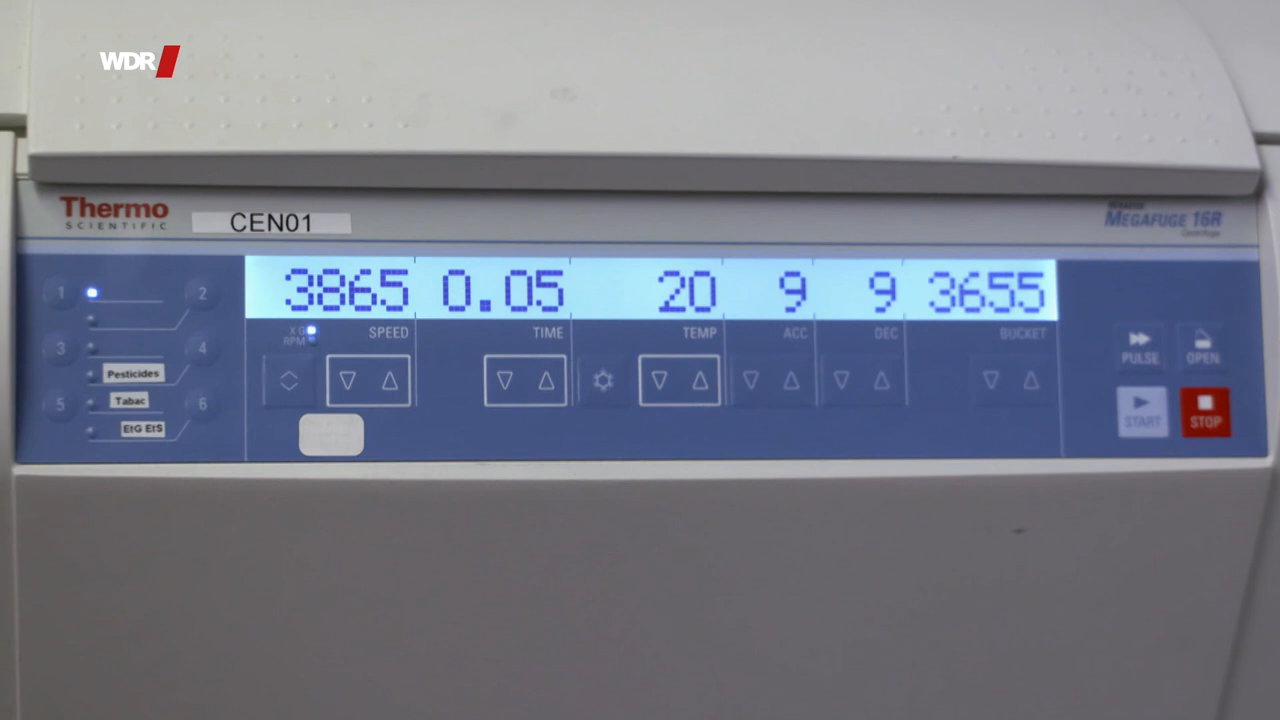 WDR
Thermo
SCIENTIFIC
CEN01
MEGAFUGE 16R
Centrifuge
3865 0.05 20 9 9 3655
X G
RPM
SPEED TIME TEMP ACC DEC BUCKET
1 2
3 4
Pesticides
Tabac
5 6
EtG EtS
PULSE OPEN
START STOP